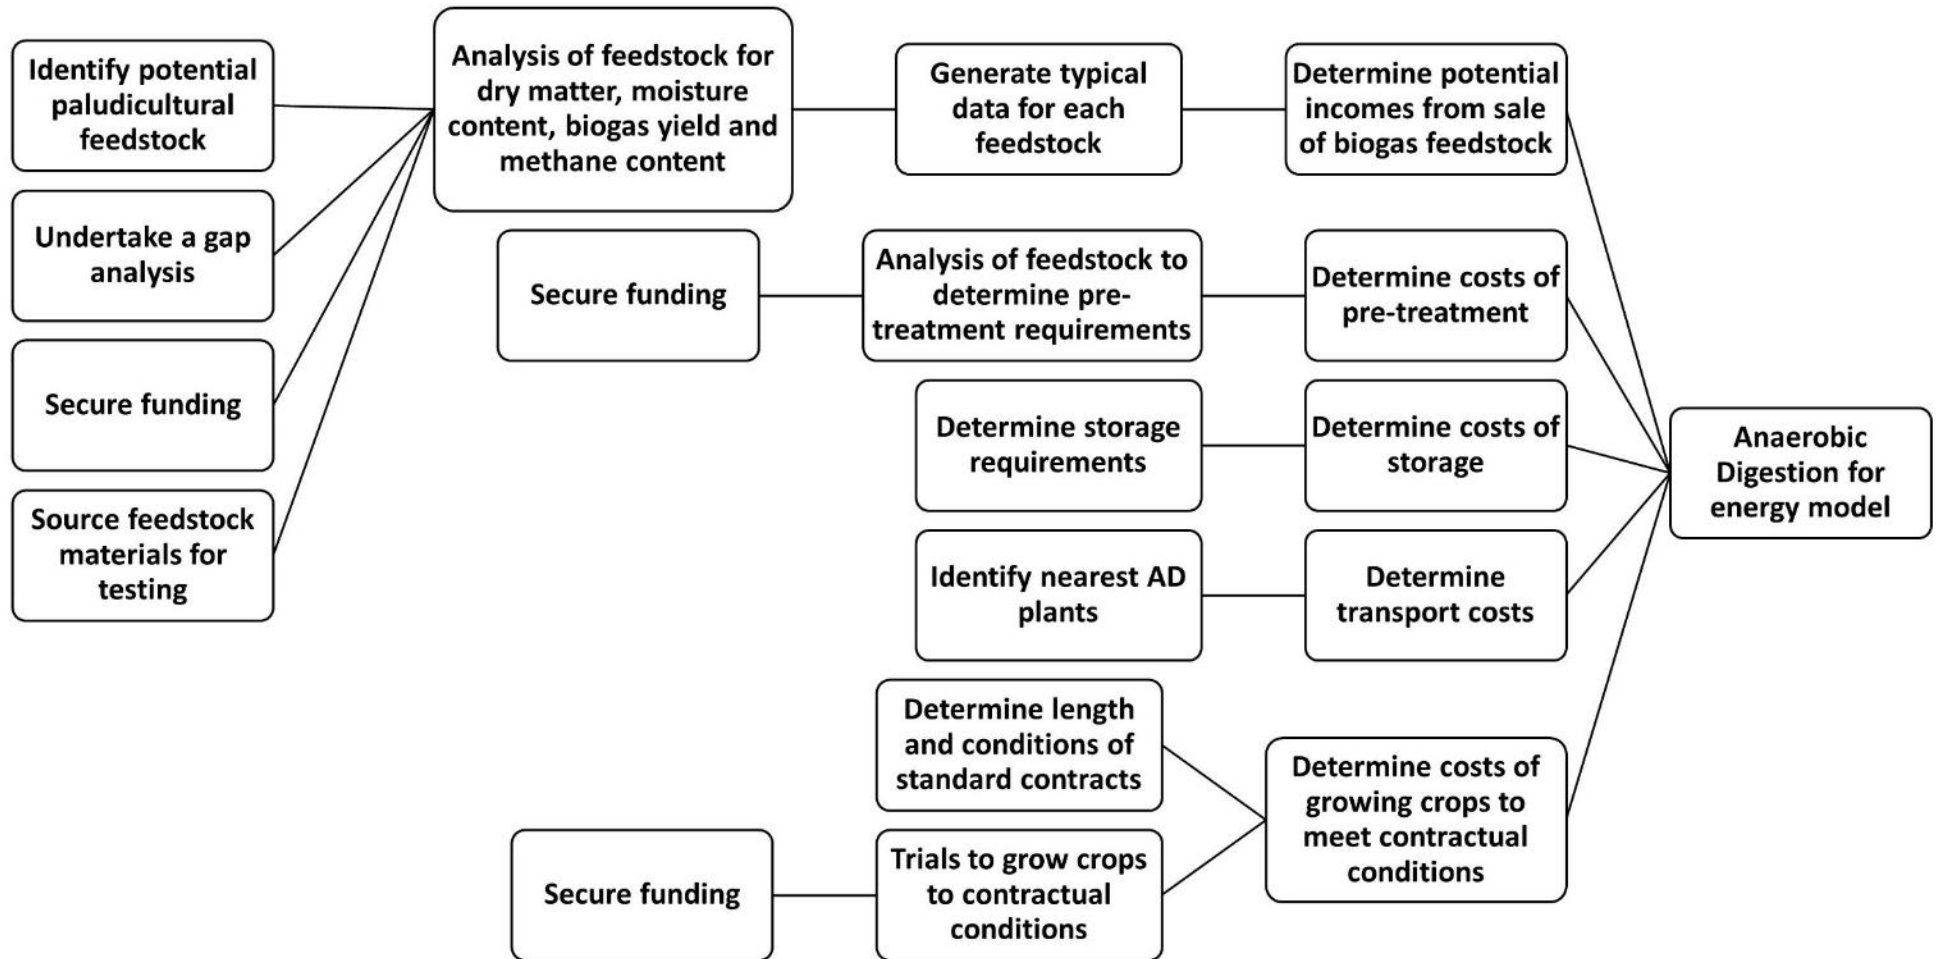 Identify potential
paludicultural
feedstock
Undertake a gap
analysis
Secure funding
Source feedstock
materials for
testing
Analysis of feedstock for
dry matter, moisture
content, biogas yield and
methane content
Generate typical
data for each
feedstock
Determine potential
incomes from sale
of biogas feedstock
Secure funding
Analysis of feedstock to
determine pre-
treatment requirements
Determine costs of
pre-treatment
Determine storage
requirements
Determine costs of
storage
Identify nearest AD
plants
Determine
transport costs
Determine length
and conditions of
standard contracts
Secure funding
Trials to grow crops
to contractual
conditions
Determine costs of
growing crops to
meet contractual
conditions
Anaerobic
Digestion for
energy model